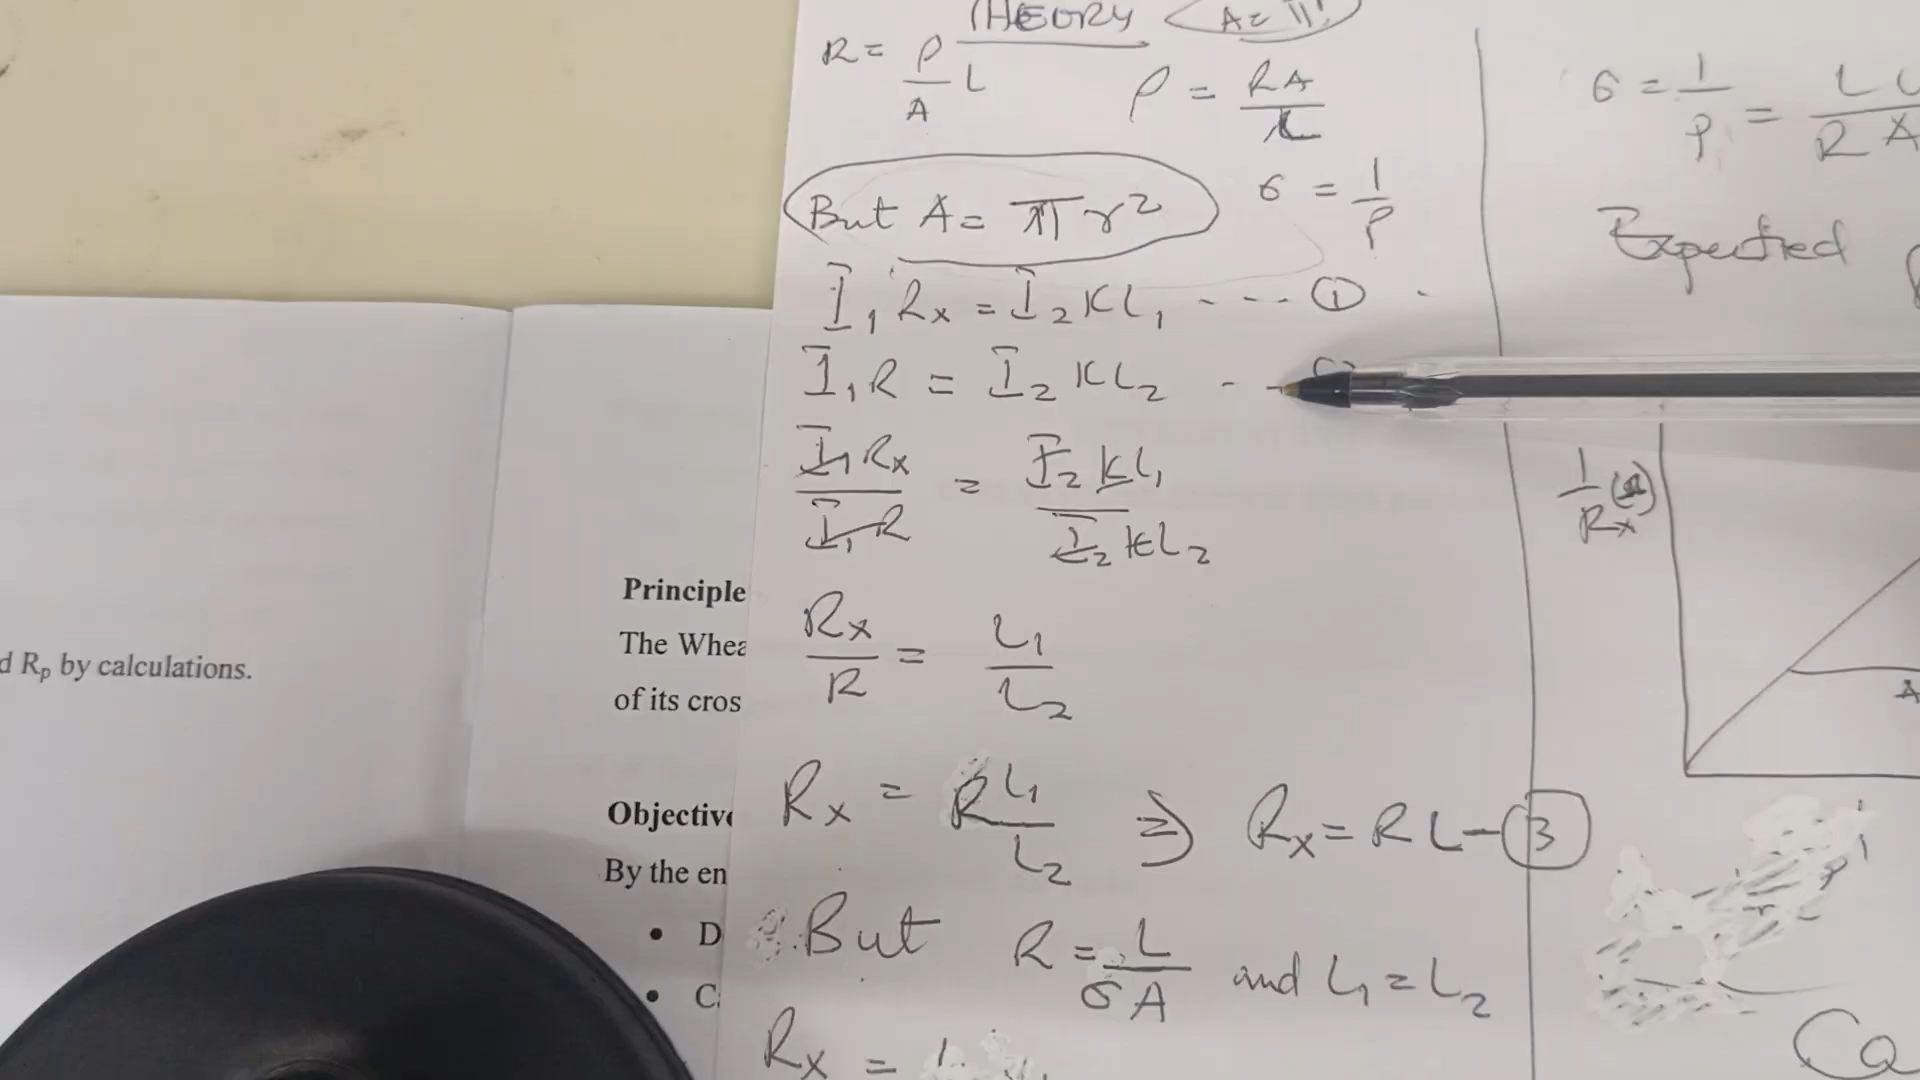 THEORY
R = ρ/A L
ρ = RA/L
But A = πr²
σ = 1/ρ
I₁Rx = I₂KL₁ - - - ①
I₁R = I₂KL₂ - -
I₁Rx/I₁R = I₂KL₁/I₂KL₂
Rx/R = L₁/L₂
Rx = RL₁/L₂ ⇒ Rx = RL - 3
But R = L/σA and L₁ = L₂
Rx =
σ = 1/ρ =
Expected
1/Rx
A
d Rₚ by calculations.
Principle
The Whea
of its cros
Objective
By the en
• D
• C